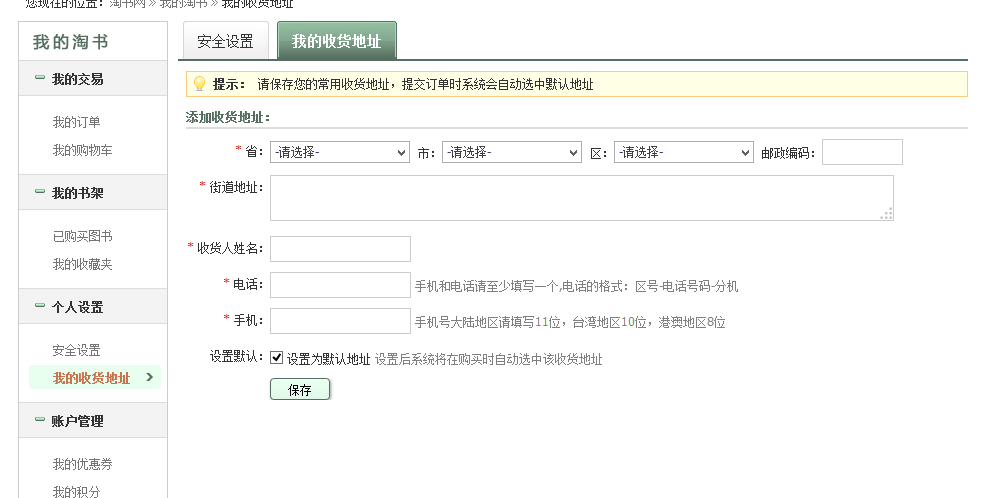 您现在的位置：淘书网 » 我的淘书 » 我的收货地址
我的淘书
我的交易
我的订单
我的购物车
我的书架
已购买图书
我的收藏夹
个人设置
安全设置
我的收货地址
账户管理
我的优惠券
我的积分
安全设置 我的收货地址
提示： 请保存您的常用收货地址，提交订单时系统会自动选中默认地址
添加收货地址：
* 省： -请选择- 市： -请选择- 区： -请选择- 邮政编码：
* 街道地址：
* 收货人姓名：
* 电话： 手机和电话请至少填写一个,电话的格式：区号-电话号码-分机
* 手机： 手机号大陆地区请填写11位，台湾地区10位，港澳地区8位
设置默认： 设置为默认地址 设置后系统将在购买时自动选中该收货地址
保存